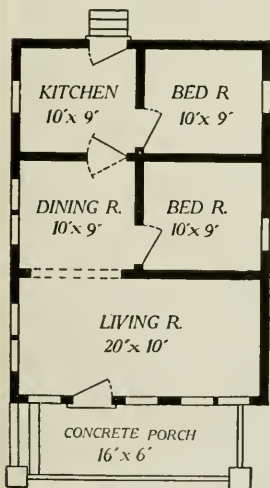 KITCHEN
10'x 9'
BED R
10'x 9'
DINING R.
10'x 9'
BED R.
10'x 9'
LIVING R.
20'x 10'
CONCRETE PORCH
16'x 6'